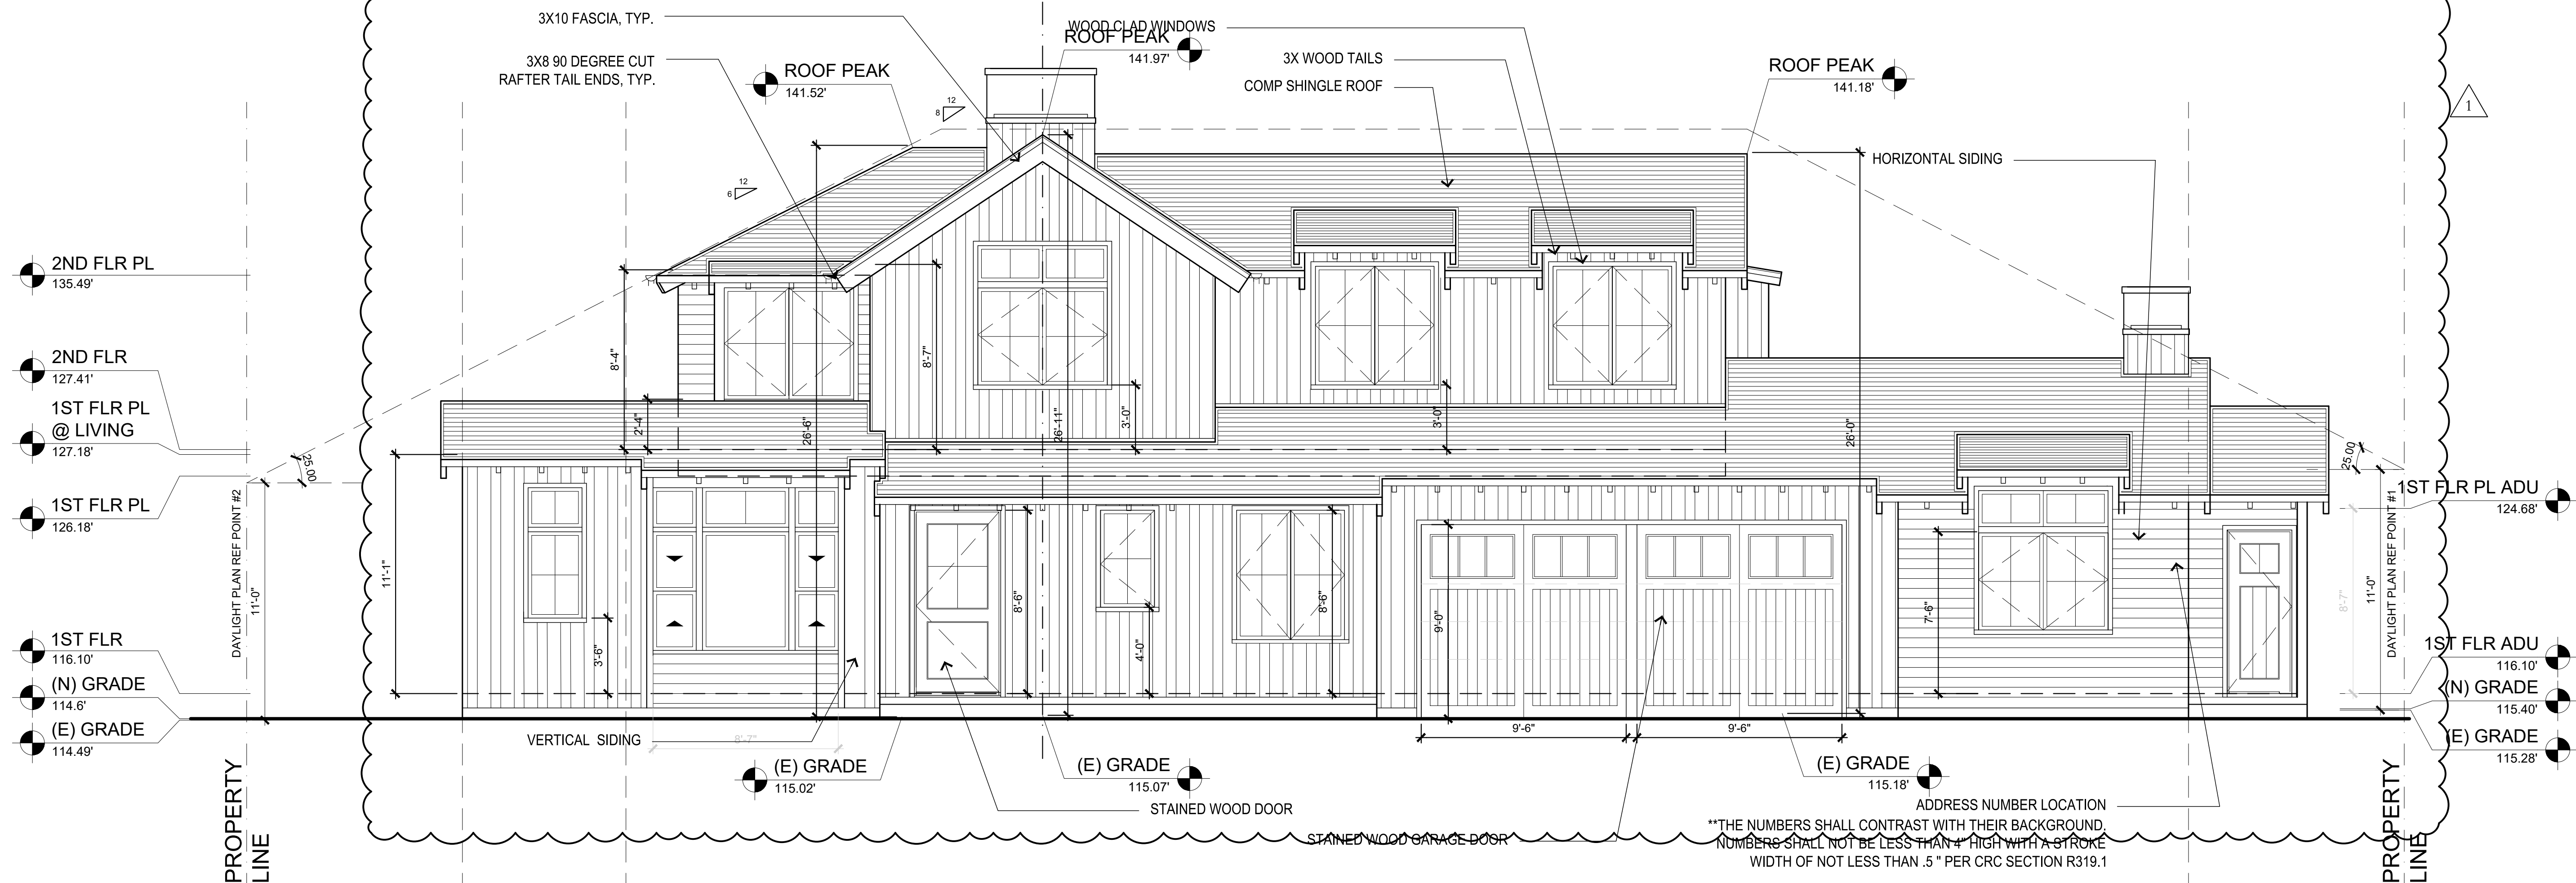 3X10 FASCIA, TYP.
3X8 90 DEGREE CUT
RAFTER TAIL ENDS, TYP.
ROOF PEAK
141.52'
WOOD CLAD WINDOWS
ROOF PEAK
141.97'
3X WOOD TAILS
COMP SHINGLE ROOF
ROOF PEAK
141.18'
1
HORIZONTAL SIDING
12
8
12
6
2ND FLR PL
135.49'
2ND FLR
127.41'
1ST FLR PL
@ LIVING
127.18'
1ST FLR PL
126.18'
1ST FLR
116.10'
(N) GRADE
114.6'
(E) GRADE
114.49'
25.00
DAYLIGHT PLAN REF POINT #2
11'-0"
11'-1"
8'-4"
2'-4"
26'-6"
8'-7"
26'-11"
3'-0"
3'-0"
26'-0"
3'-6"
8'-6"
4'-0"
8'-6"
9'-0"
7'-6"
8'-7"
11'-0"
DAYLIGHT PLAN REF POINT #1
25.00
1ST FLR PL ADU
124.68'
1ST FLR ADU
116.10'
(N) GRADE
115.40'
(E) GRADE
115.28'
VERTICAL SIDING
8'-7"
9'-6"
9'-6"
(E) GRADE
115.02'
(E) GRADE
115.07'
(E) GRADE
115.18'
STAINED WOOD DOOR
STAINED WOOD GARAGE DOOR
ADDRESS NUMBER LOCATION
**THE NUMBERS SHALL CONTRAST WITH THEIR BACKGROUND.
NUMBERS SHALL NOT BE LESS THAN 4" HIGH WITH A STROKE
WIDTH OF NOT LESS THAN .5 " PER CRC SECTION R319.1
PROPERTY
LINE
PROPERTY
LINE